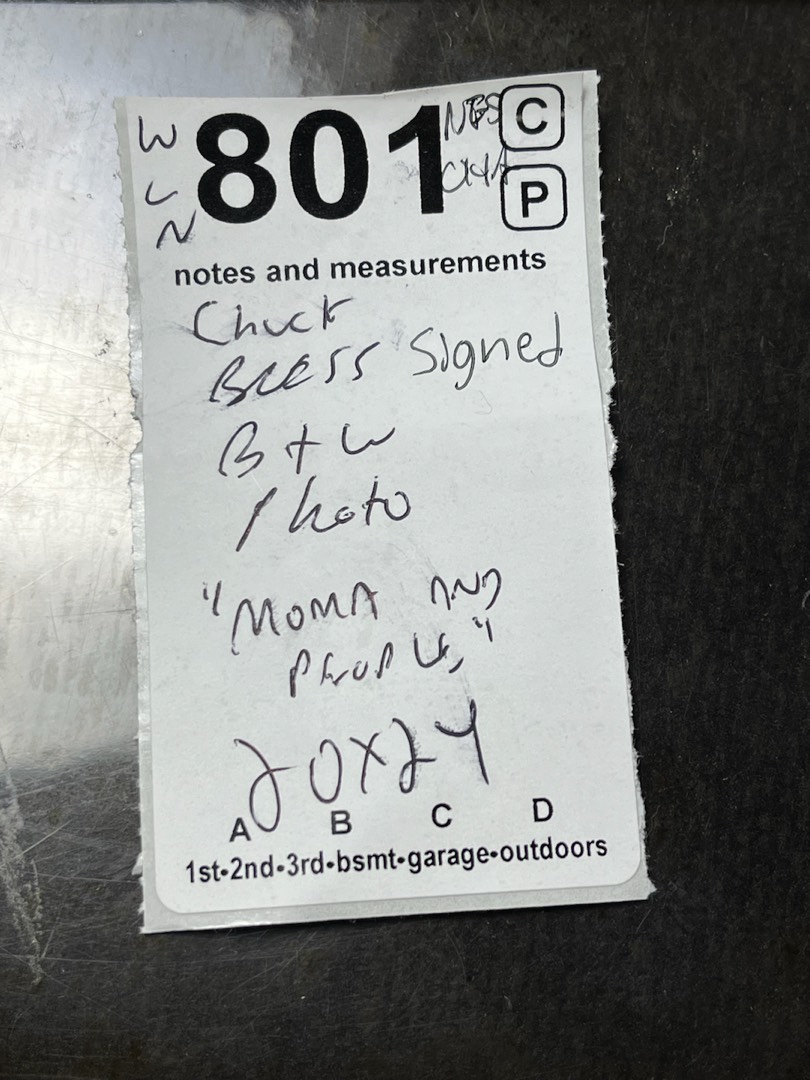 W 801 C
L P
N
notes and measurements
Chuck
Signed
B+W
Photo
"MOMA AND
20X24
A B C D
1st•2nd•3rd•bsmt•garage•outdoors